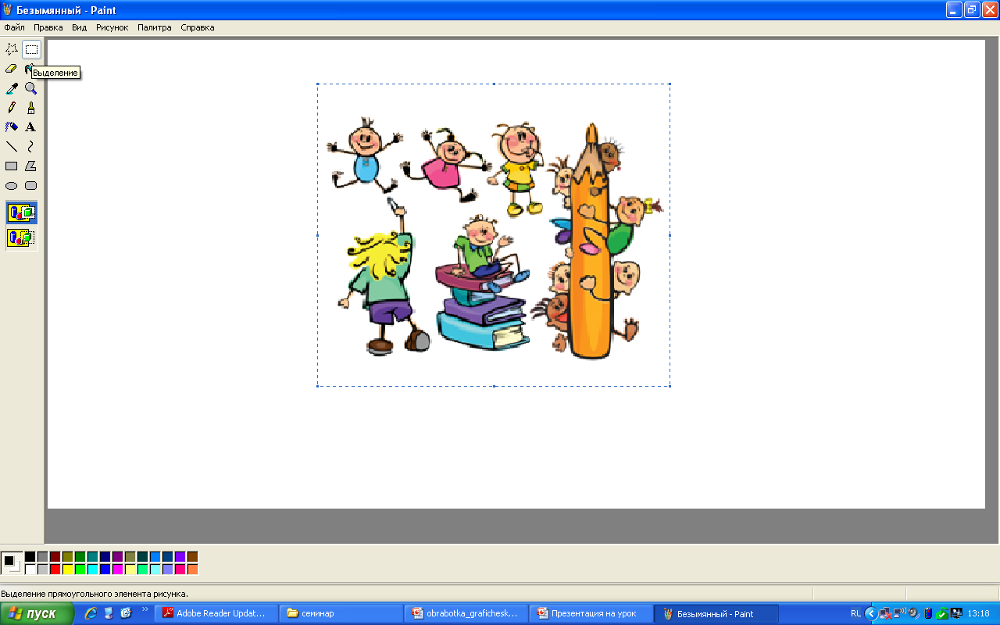 Безымянный - Paint
Файл Правка Вид Рисунок Палитра Справка
Выделение
A
Выделение прямоугольного элемента рисунка.
пуск
Adobe Reader Updat...
семинар
obrabotka_grafichesk...
Презентация на урок
Безымянный - Paint
RL
13:18